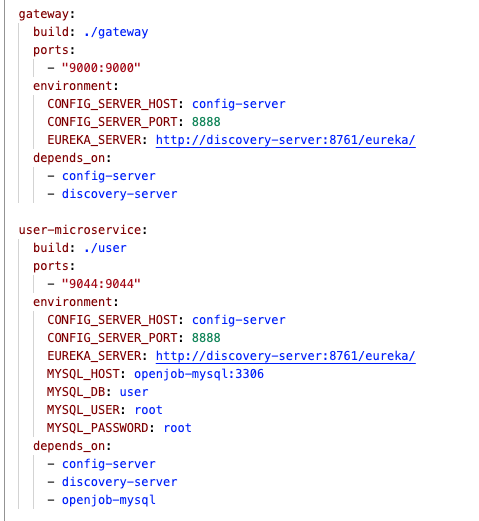 gateway:
build: ./gateway
ports:
- "9000:9000"
environment:
CONFIG_SERVER_HOST: config-server
CONFIG_SERVER_PORT: 8888
EUREKA_SERVER: http://discovery-server:8761/eureka/
depends_on:
- config-server
- discovery-server
user-microservice:
build: ./user
ports:
- "9044:9044"
environment:
CONFIG_SERVER_HOST: config-server
CONFIG_SERVER_PORT: 8888
EUREKA_SERVER: http://discovery-server:8761/eureka/
MYSQL_HOST: openjob-mysql:3306
MYSQL_DB: user
MYSQL_USER: root
MYSQL_PASSWORD: root
depends_on:
- config-server
- discovery-server
- openjob-mysql